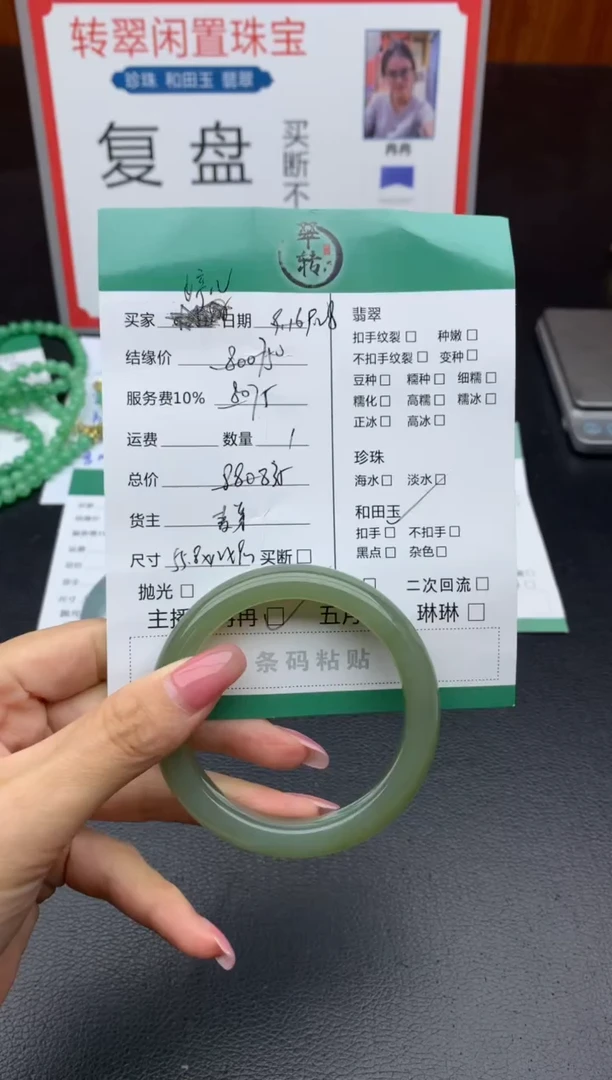 转翠闲置珠宝
珍珠 和田玉 翡翠
复盘
买断不
冉冉
翠转
买家 日期
结缘价 800
服务费10% 80
运费 数量 1
总价 880
货主
尺寸 买断□
抛光□
二次回流□
主播 冉冉 五月 琳琳□
条码粘贴
翡翠
扣手纹裂□ 种嫩□
不扣手纹裂□ 变种□
豆种□ 糯种□ 细糯□
糯化□ 高糯□ 糯冰□
正冰□ 高冰□
珍珠
海水□ 淡水□
和田玉
扣手□ 不扣手□
黑点□ 杂色□